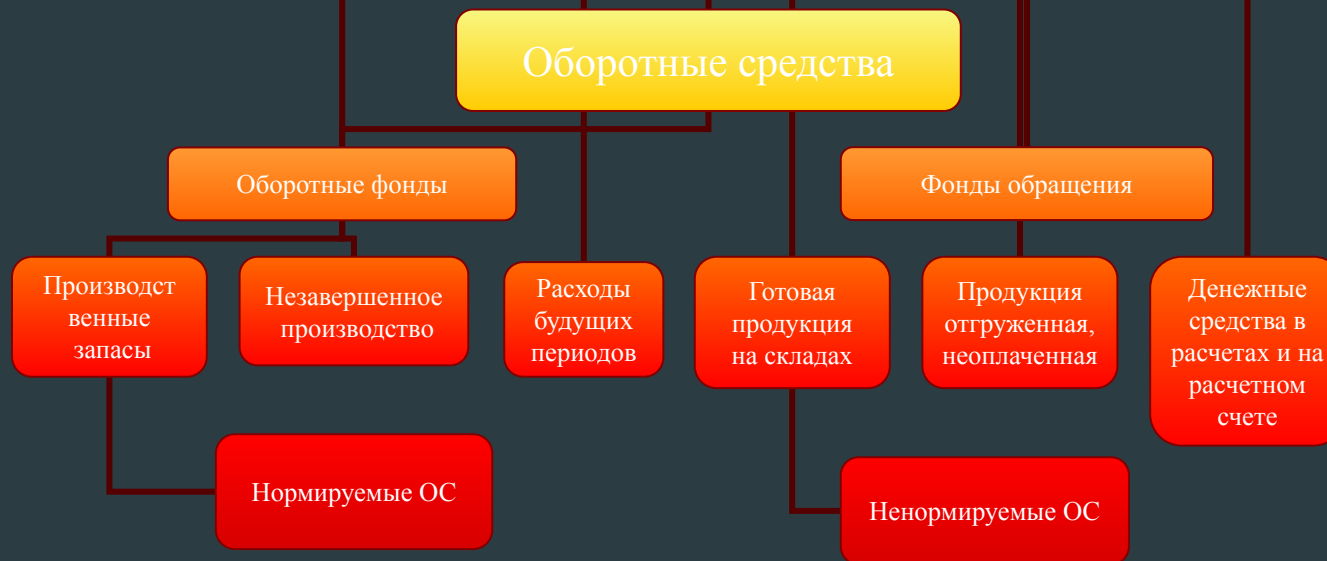 Оборотные средства
Оборотные фонды
Фонды обращения
Производст
венные
запасы
Незавершенное
производство
Расходы
будущих
периодов
Готовая
продукция
на складах
Продукция
отгруженная,
неоплаченная
Денежные
средства в
расчетах и на
расчетном
счете
Нормируемые ОС
Ненормируемые ОС